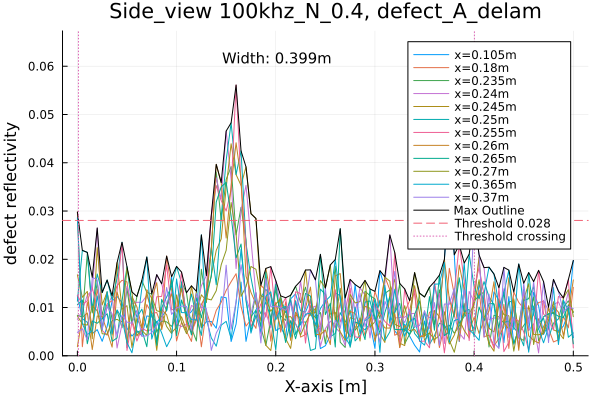 Side_view 100khz_N_0.4, defect_A_delam
Width: 0.399m
x=0.105m
x=0.18m
x=0.235m
x=0.24m
x=0.245m
x=0.25m
x=0.255m
x=0.26m
x=0.265m
x=0.27m
x=0.365m
x=0.37m
Max Outline
Threshold 0.028
Threshold crossing
defect reflectivity
0.06
0.05
0.04
0.03
0.02
0.01
0.00
0.0 0.1 0.2 0.3 0.4 0.5
X-axis [m]